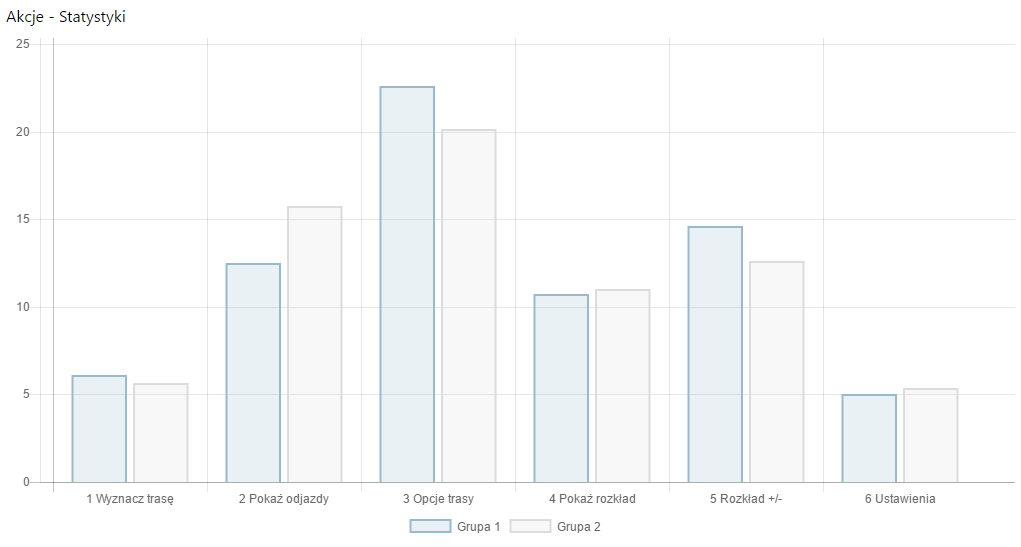 Akcje - Statystyki
25
20
15
10
5
0
1 Wyznacz trasę
2 Pokaż odjazdy
3 Opcje trasy
4 Pokaż rozkład
5 Rozkład +/-
6 Ustawienia
Grupa 1
Grupa 2